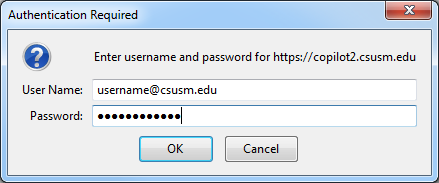 Authentication Required
Enter username and password for https://copilot2.csusm.edu
User Name: username@csusm.edu
Password: ●●●●●●●●●●●●
OK Cancel